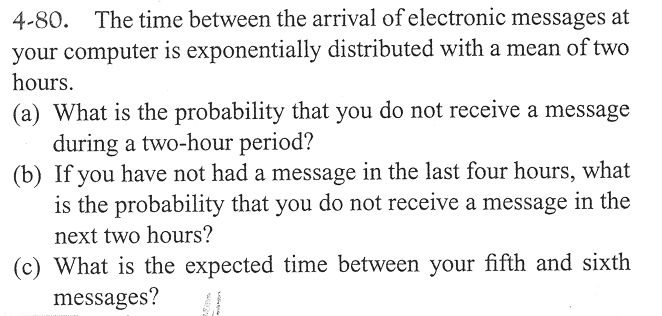 4-80. The time between the arrival of electronic messages at
your computer is exponentially distributed with a mean of two
hours.
(a) What is the probability that you do not receive a message
during a two-hour period?
(b) If you have not had a message in the last four hours, what
is the probability that you do not receive a message in the
next two hours?
(c) What is the expected time between your fifth and sixth
messages?